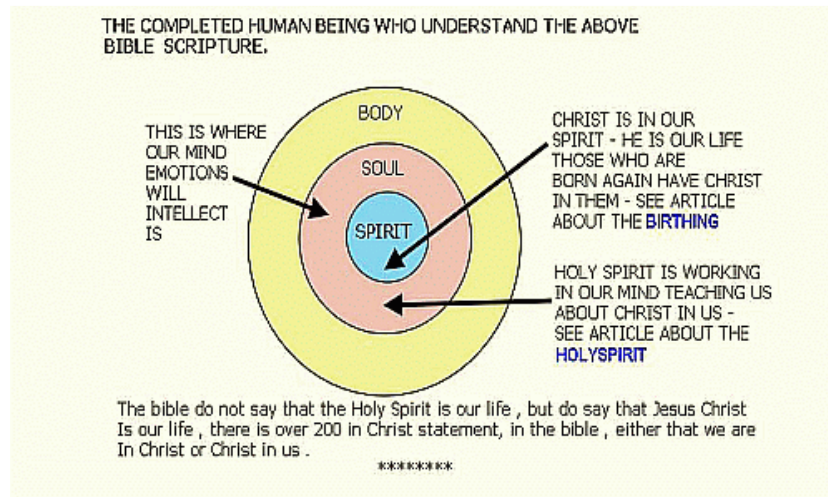 THE COMPLETED HUMAN BEING WHO UNDERSTAND THE ABOVE
BIBLE SCRIPTURE.
BODY
SOUL
SPIRIT
THIS IS WHERE
OUR MIND
EMOTIONS
WILL
INTELLECT
IS
CHRIST IS IN OUR
SPIRIT - HE IS OUR LIFE
THOSE WHO ARE
BORN AGAIN HAVE CHRIST
IN THEM - SEE ARTICLE
ABOUT THE BIRTHING
HOLY SPIRIT IS WORKING
IN OUR MIND TEACHING US
ABOUT CHRIST IN US -
SEE ARTICLE ABOUT THE
HOLYSPIRIT
The bible do not say that the Holy Spirit is our life , but do say that Jesus Christ
Is our life , there is over 200 in Christ statement, in the bible , either that we are
In Christ or Christ in us .
********